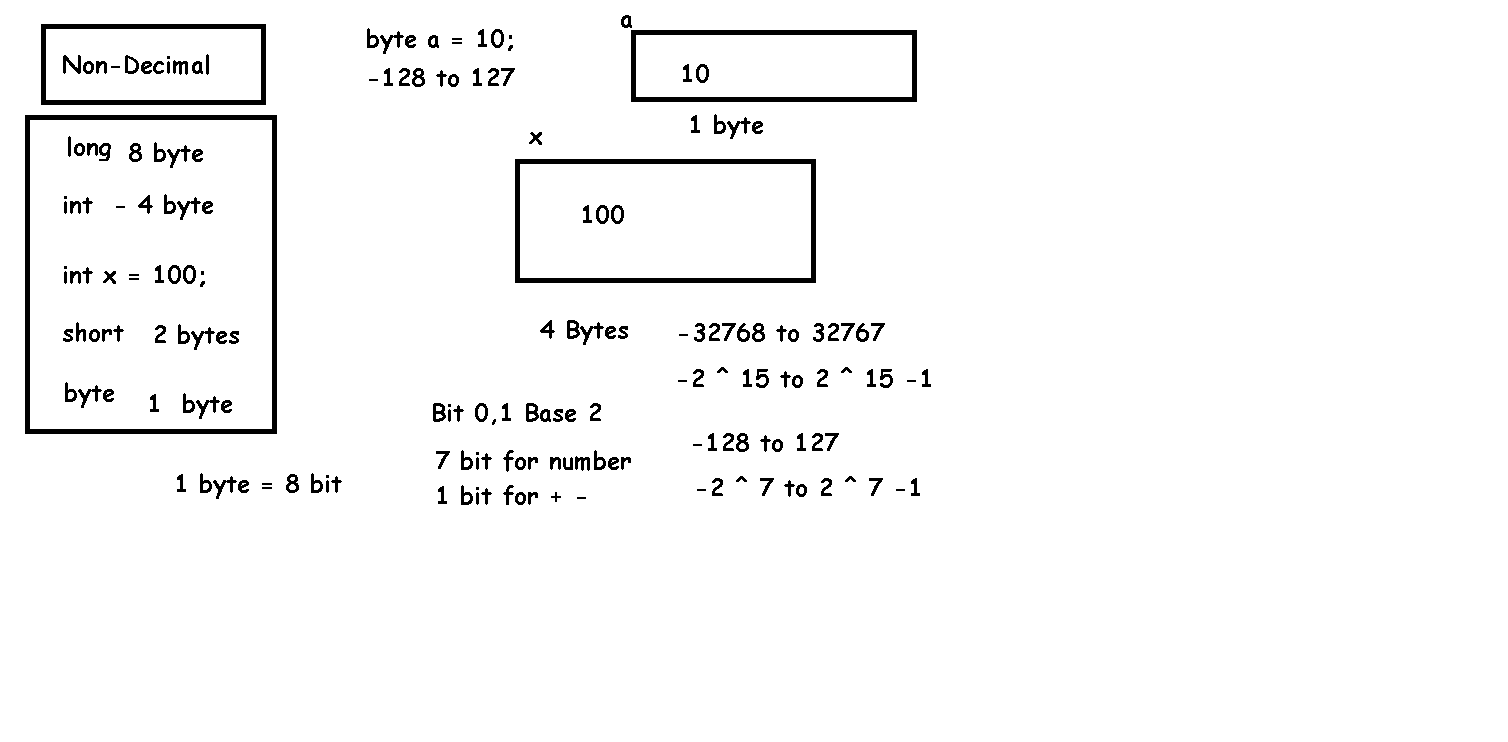 Non-Decimal
long 8 byte
int - 4 byte
int x = 100;
short 2 bytes
byte 1 byte
1 byte = 8 bit
byte a = 10;
-128 to 127
a
10
1 byte
x
100
4 Bytes
-32768 to 32767
-2 ^ 15 to 2 ^ 15 -1
Bit 0,1 Base 2
7 bit for number
1 bit for + -
-128 to 127
-2 ^ 7 to 2 ^ 7 -1